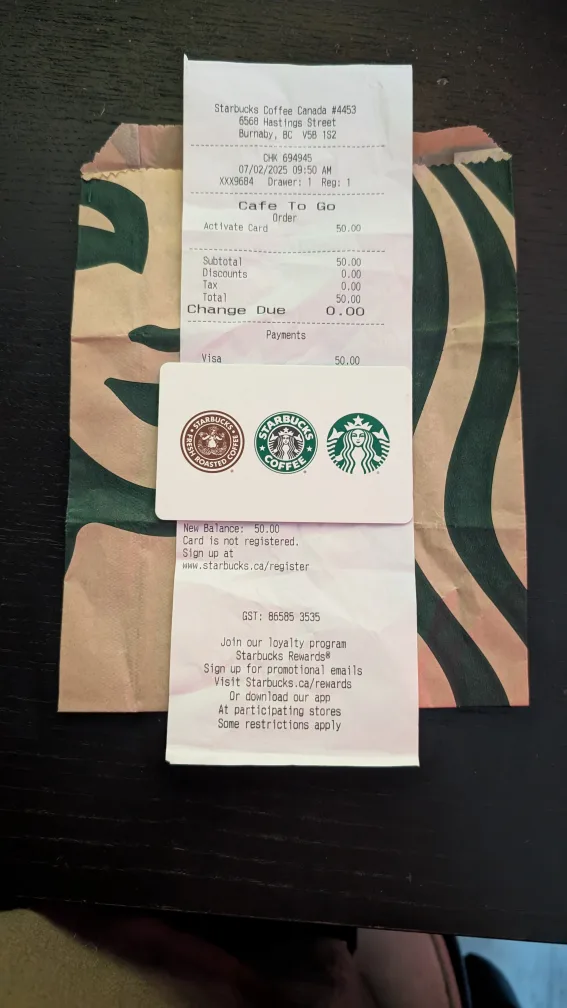 Starbucks Coffee Canada #4453
6568 Hastings Street
Burnaby, BC V5B 1S2
CHK 694945
07/02/2025 09:50 AM
XXX9684 Drawer: 1 Reg: 1
Cafe To Go
Order
Activate Card 50.00
Subtotal 50.00
Discounts 0.00
Tax 0.00
Total 50.00
Change Due 0.00
Payments
Visa 50.00
STARBUCKS FRESH ROASTED COFFEE
STARBUCKS COFFEE
New Balance: 50.00
Card is not registered.
Sign up at
www.starbucks.ca/register
GST: 86585 3535
Join our loyalty program
Starbucks Rewards®
Sign up for promotional emails
Visit Starbucks.ca/rewards
Or download our app
At participating stores
Some restrictions apply